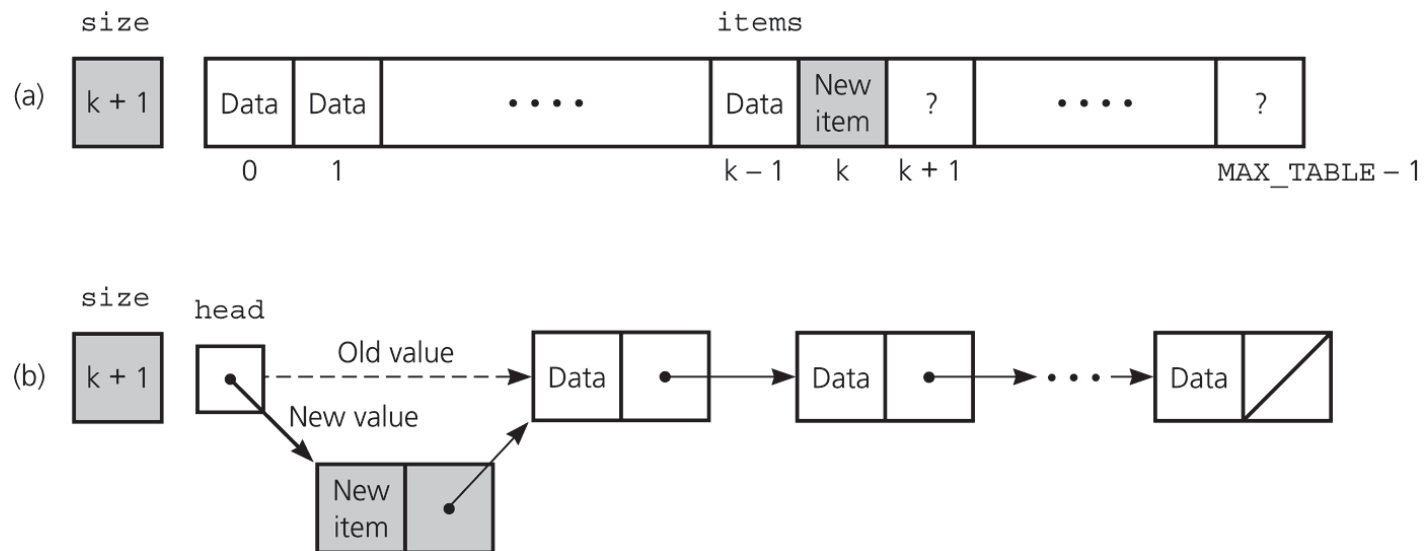 size items
(a) k + 1 Data Data •••• Data New item ? •••• ?
0 1 k – 1 k k + 1 MAX_TABLE – 1
size
head
(b) k + 1 Old value Data Data ••• Data
New value
New
item